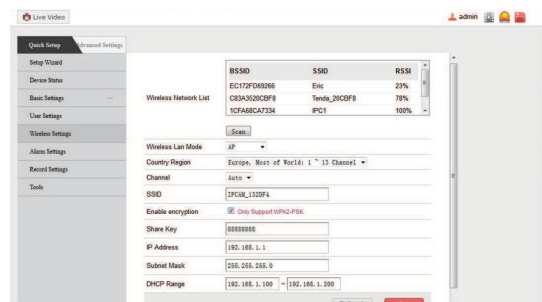 Live Video
admin
Quick Setup
Advanced Settings
Setup Wizard
Device Status
Basic Settings
User Settings
Wireless Settings
Alarm Settings
Record Settings
Tools
Wireless Network List
BSSID SSID RSSI
EC172FD69266 Eric 23%
C83A3520CBF8 Tenda_20CBF8 78%
1CFA68CA7334 IPC1 100%
Scan
Wireless Lan Mode AP
Country Region Europe, Most of World: 1 ~ 13 Channel
Channel Auto
SSID IPCAM_132DF4
Enable encryption Only Support WPA2-PSK
Share Key 88888888
IP Address 192.168.1.1
Subnet Mask 255.255.255.0
DHCP Range 192.168.1.100 ~ 192.168.1.200